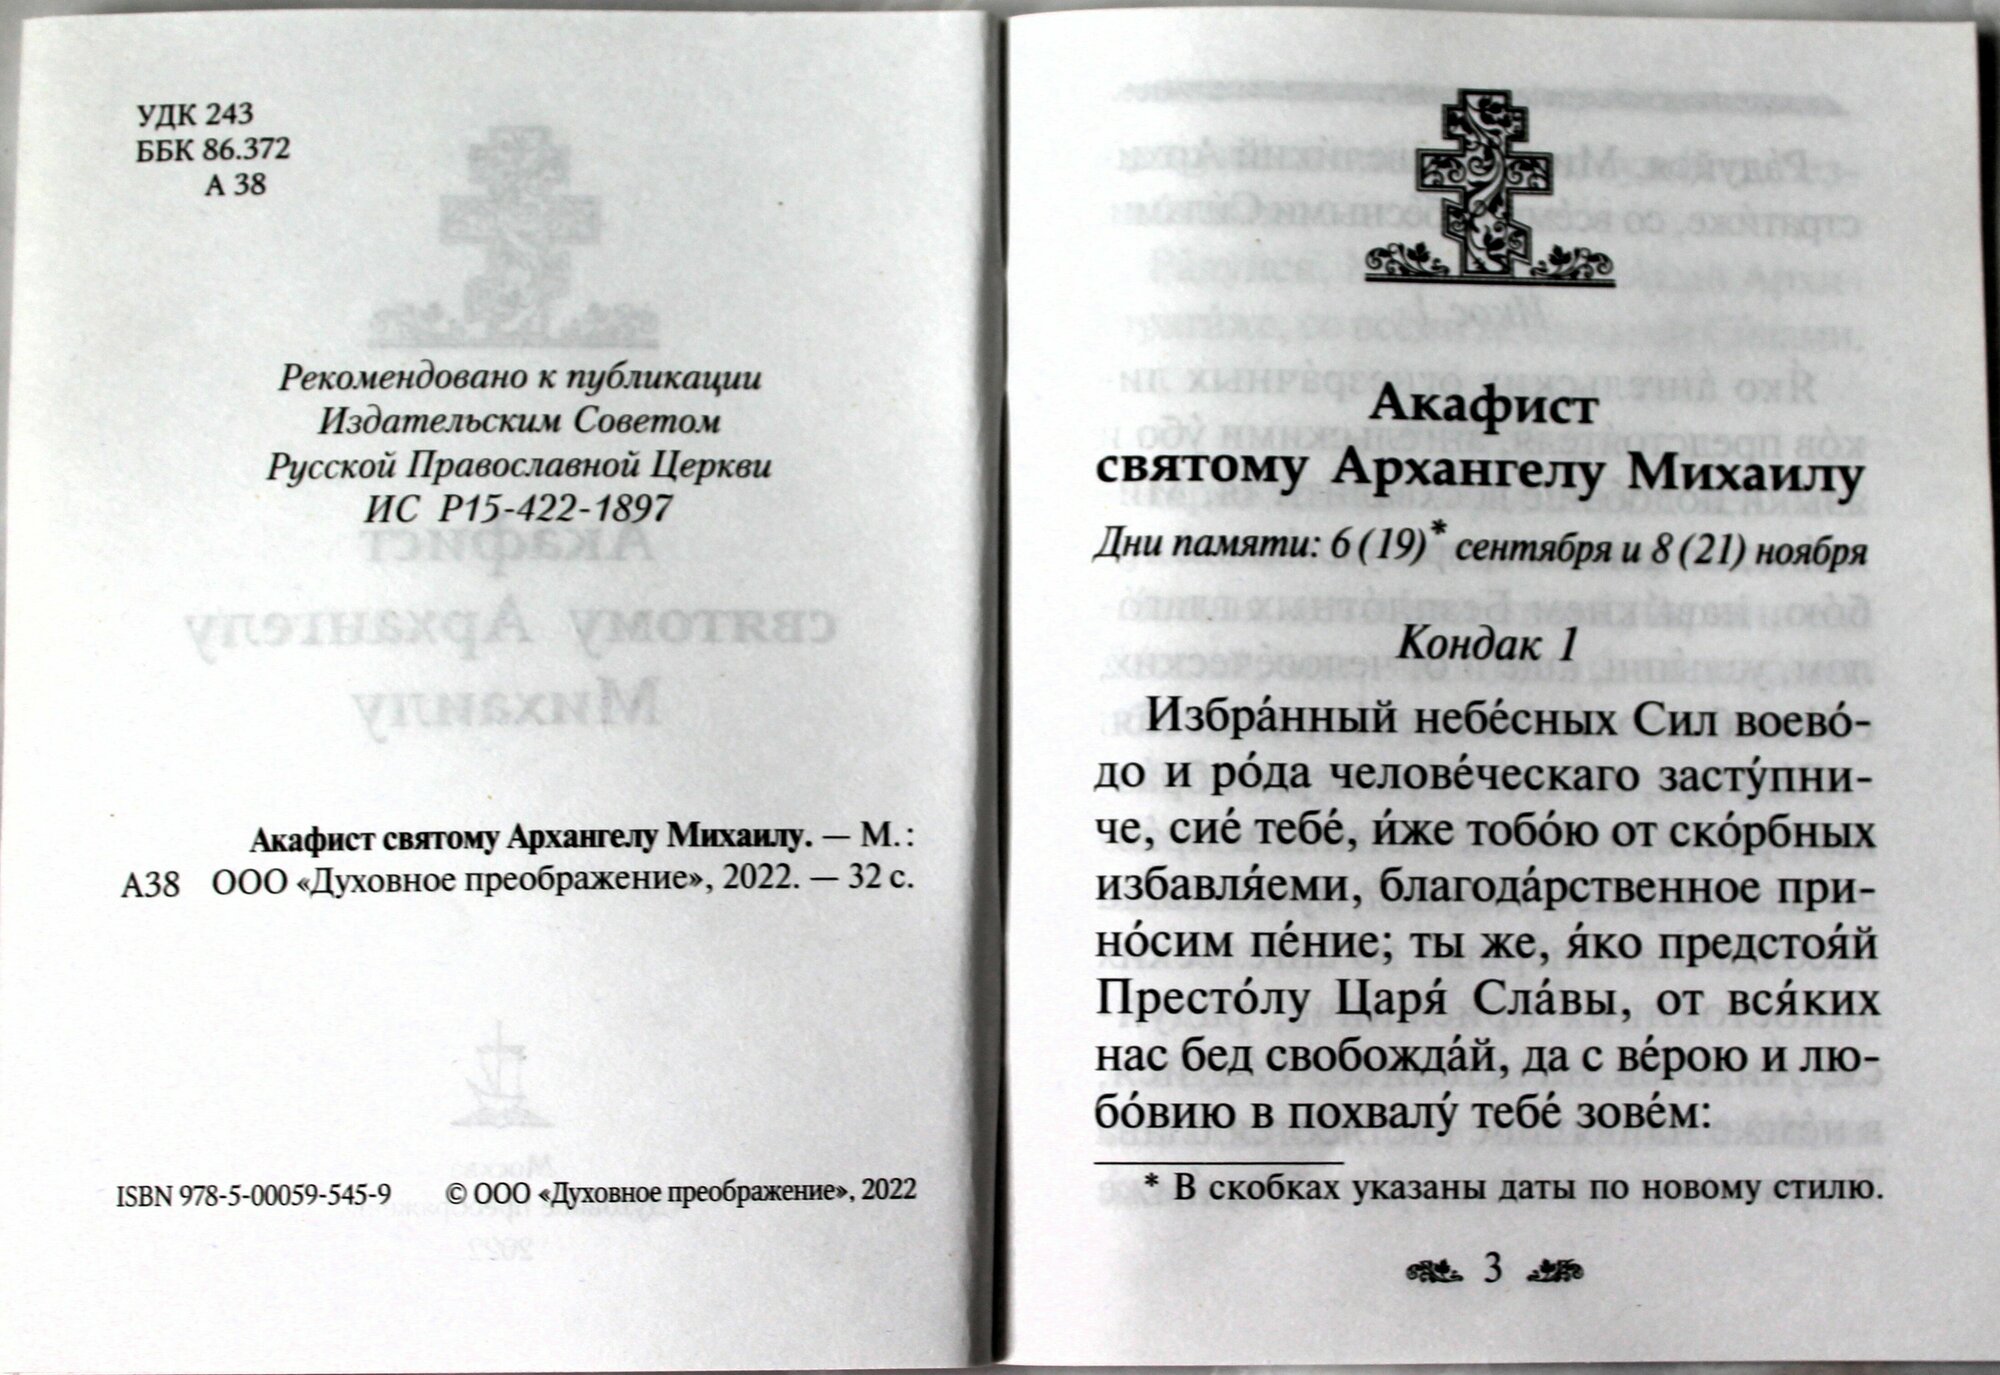 УДК 243
ББК 86.372
А 38
Рекомендовано к публикации
Издательским Советом
Русской Православной Церкви
ИС Р15-422-1897
Акафист святому Архангелу Михаилу. — М.:
А38 ООО «Духовное преображение», 2022. — 32 с.
ISBN 978-5-00059-545-9 © ООО «Духовное преображение», 2022
Акафист
святому Архангелу Михаилу
Дни памяти: 6 (19)* сентября и 8 (21) ноября
Кондак 1
Избра́нный небе́сных Сил воево́-
до и ро́да челове́ческаго засту́пни-
че, сие́ тебе́, и́же тобо́ю от ско́рбных
избавля́еми, благода́рственное при-
но́сим пе́ние; ты же, я́ко предстоя́й
Престо́лу Царя́ Сла́вы, от вся́ких
нас бед свобожда́й, да с ве́рою и лю-
бо́вию в похвалу́ тебе́ зове́м:
* В скобках указаны даты по новому стилю.
3